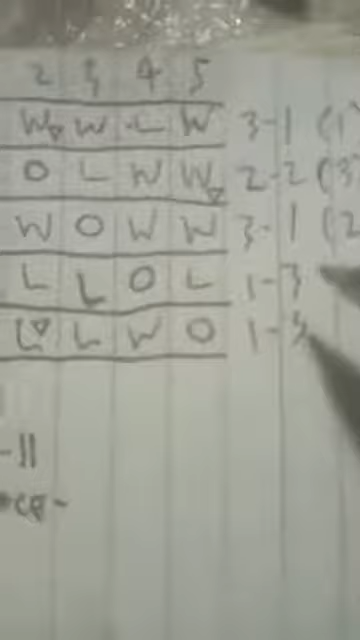 2 3 4 5
W W L W 3-1 (1
O L W W 2-2 (3
W O W W 3-1 (2
L L O L 1-3
L L W O 1-3
-11